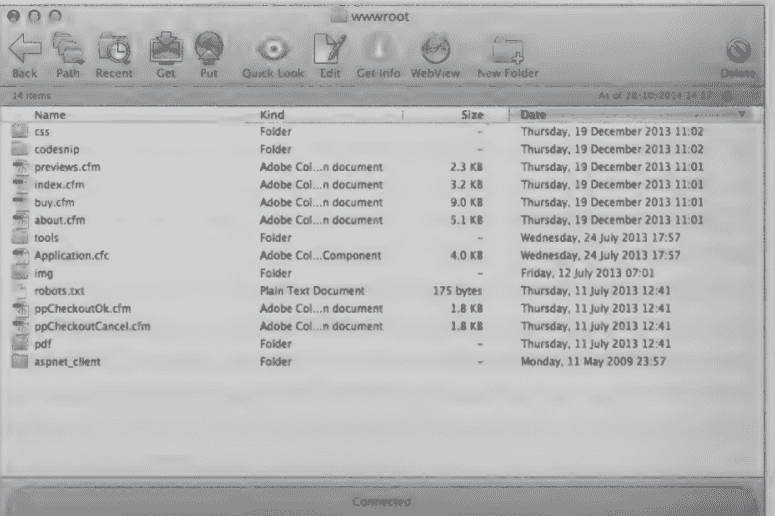 wwwroot
Back Path Recent Get Put Quick Look Edit Get Info WebView New Folder Delete
14 items As of 28-10-2014 14:57
Name Kind Size Date
css Folder - Thursday, 19 December 2013 11:02
codesnip Folder - Thursday, 19 December 2013 11:02
previews.cfm Adobe Col...n document 2.3 KB Thursday, 19 December 2013 11:01
index.cfm Adobe Col...n document 3.2 KB Thursday, 19 December 2013 11:01
buy.cfm Adobe Col...n document 9.0 KB Thursday, 19 December 2013 11:01
about.cfm Adobe Col...n document 5.1 KB Thursday, 19 December 2013 11:01
tools Folder - Wednesday, 24 July 2013 17:57
Application.cfc Adobe Col...Component 4.0 KB Wednesday, 24 July 2013 17:57
img Folder - Friday, 12 July 2013 07:01
robots.txt Plain Text Document 175 bytes Thursday, 11 July 2013 12:41
ppCheckoutOk.cfm Adobe Col...n document 1.8 KB Thursday, 11 July 2013 12:41
ppCheckoutCancel.cfm Adobe Col...n document 1.8 KB Thursday, 11 July 2013 12:41
pdf Folder - Thursday, 11 July 2013 12:41
aspnet_client Folder - Monday, 11 May 2009 23:57
Connected